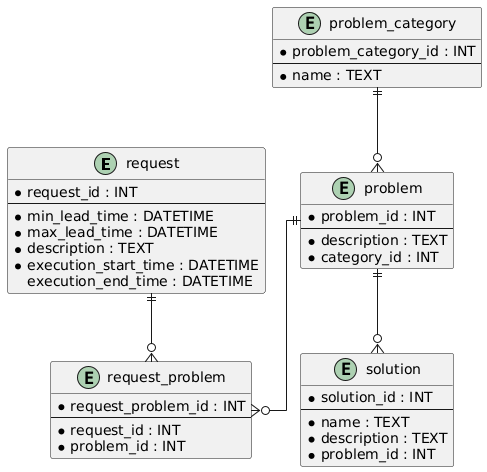 E problem_category
* problem_category_id : INT
* name : TEXT
E request
* request_id : INT
* min_lead_time : DATETIME
* max_lead_time : DATETIME
* description : TEXT
* execution_start_time : DATETIME
execution_end_time : DATETIME
E problem
* problem_id : INT
* description : TEXT
* category_id : INT
E request_problem
* request_problem_id : INT
* request_id : INT
* problem_id : INT
E solution
* solution_id : INT
* name : TEXT
* description : TEXT
* problem_id : INT